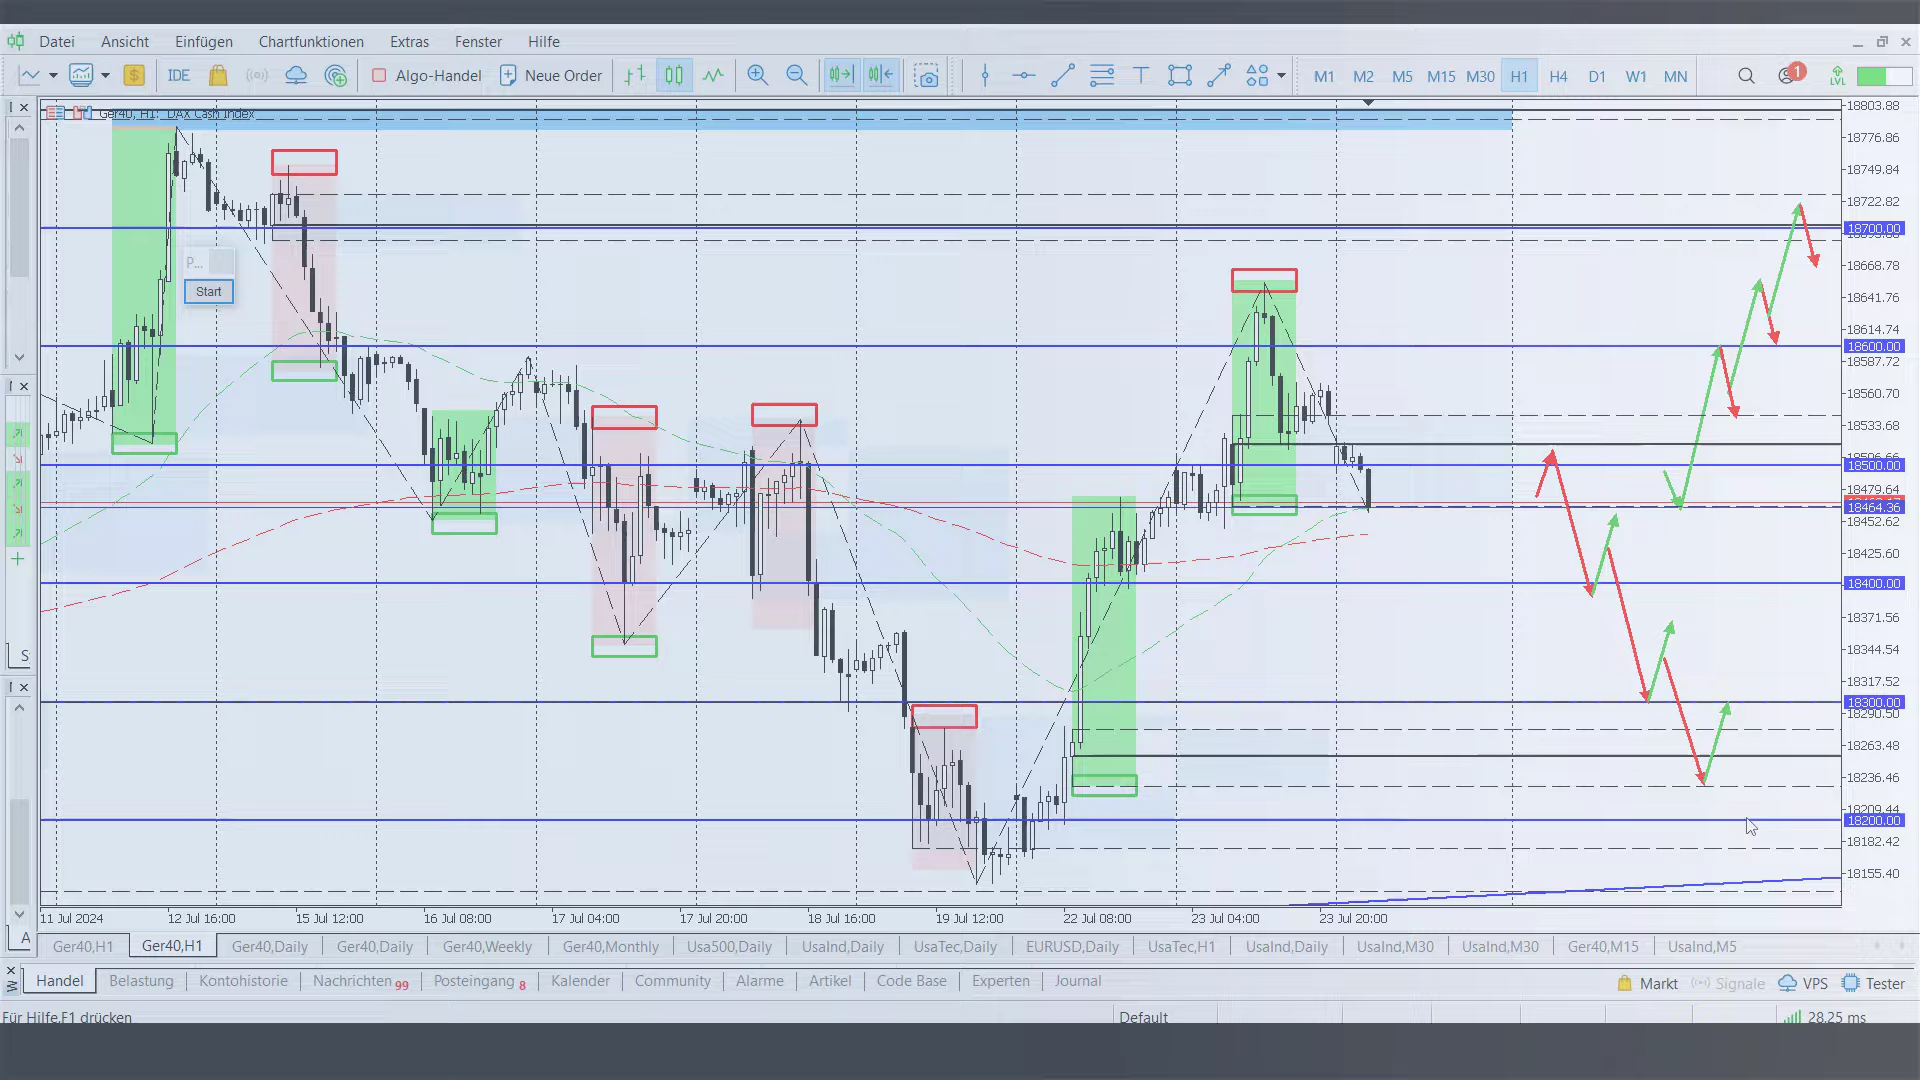 Datei Ansicht Einfügen Chartfunktionen Extras Fenster Hilfe
IDE Algo-Handel Neue Order M1 M2 M5 M15 M30 H1 H4 D1 W1 MN 1 LVL
Ger40, H1: DAX Cash Index
P...
Start
18803.88
18776.86
18749.84
18722.82
18700.00
18668.78
18641.76
18614.74
18600.00
18587.72
18560.70
18533.68
18506.66
18500.00
18479.64
18464.36
18452.62
18425.60
18400.00
18371.56
18344.54
18317.52
18300.00
18290.50
18263.48
18236.46
18209.44
18200.00
18182.42
18155.40
11 Jul 2024 12 Jul 16:00 15 Jul 12:00 16 Jul 08:00 17 Jul 04:00 17 Jul 20:00 18 Jul 16:00 19 Jul 12:00 22 Jul 08:00 23 Jul 04:00 23 Jul 20:00
S
A
Ger40,H1 Ger40,H1 Ger40,Daily Ger40,Daily Ger40,Weekly Ger40,Monthly Usa500,Daily UsaInd,Daily UsaTec,Daily EURUSD,Daily UsaTec,H1 UsaInd,Daily UsaInd,M30 UsaInd,M30 Ger40,M15 UsaInd,M5
Handel Belastung Kontohistorie Nachrichten 99 Posteingang 8 Kalender Community Alarme Artikel Code Base Experten Journal Markt Signale VPS Tester
Für Hilfe,F1 drücken Default 28.25 ms